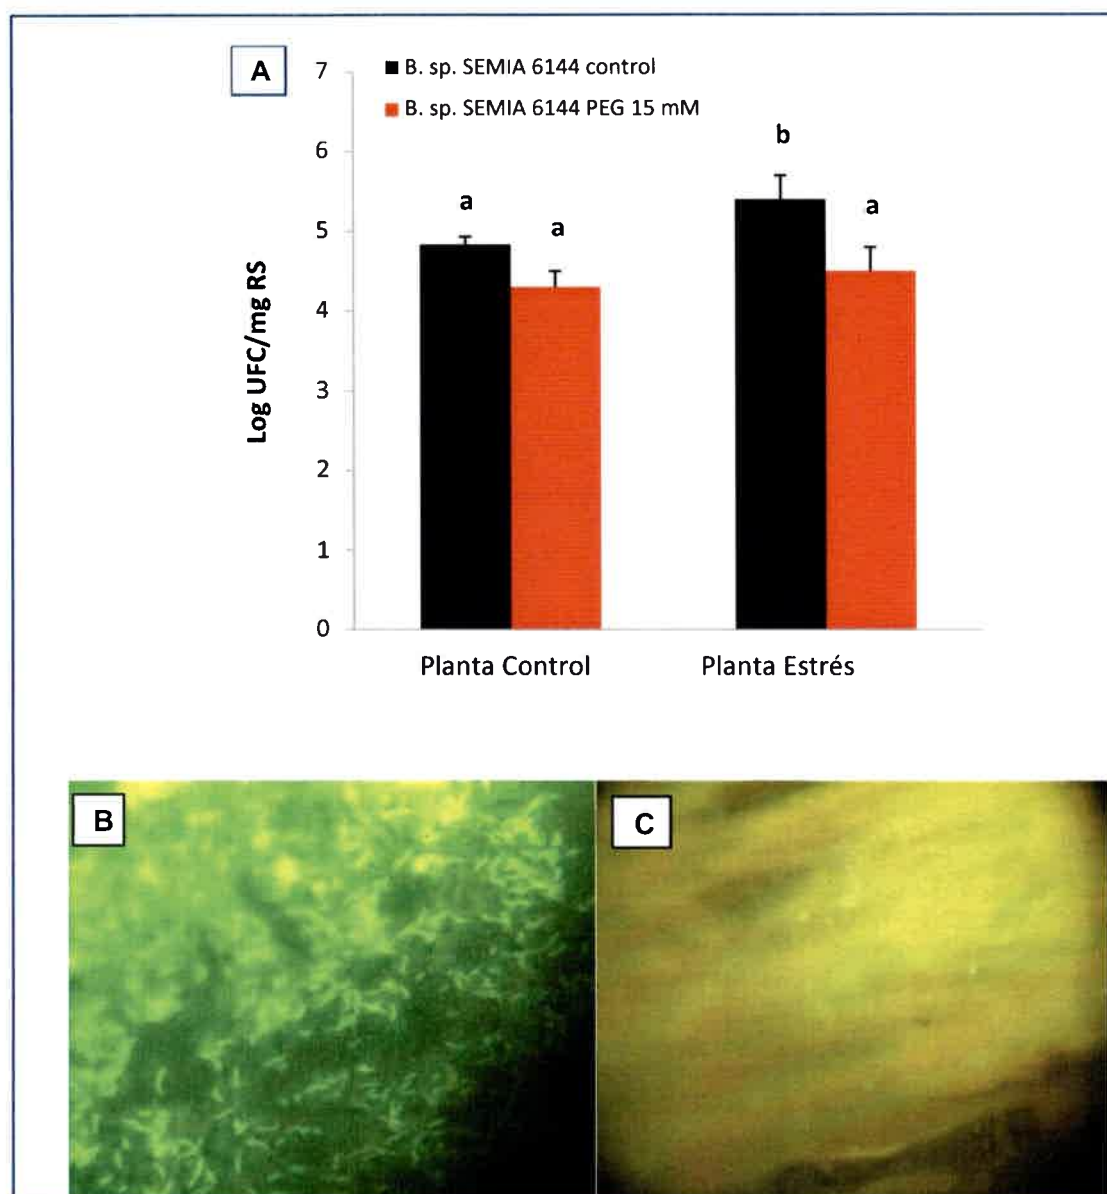 A
B. sp. SEMIA 6144 control
B. sp. SEMIA 6144 PEG 15 mM
Log UFC/mg RS
7
6
5
4
3
2
1
0
a
a
b
a
Planta Control
Planta Estrés
B
C